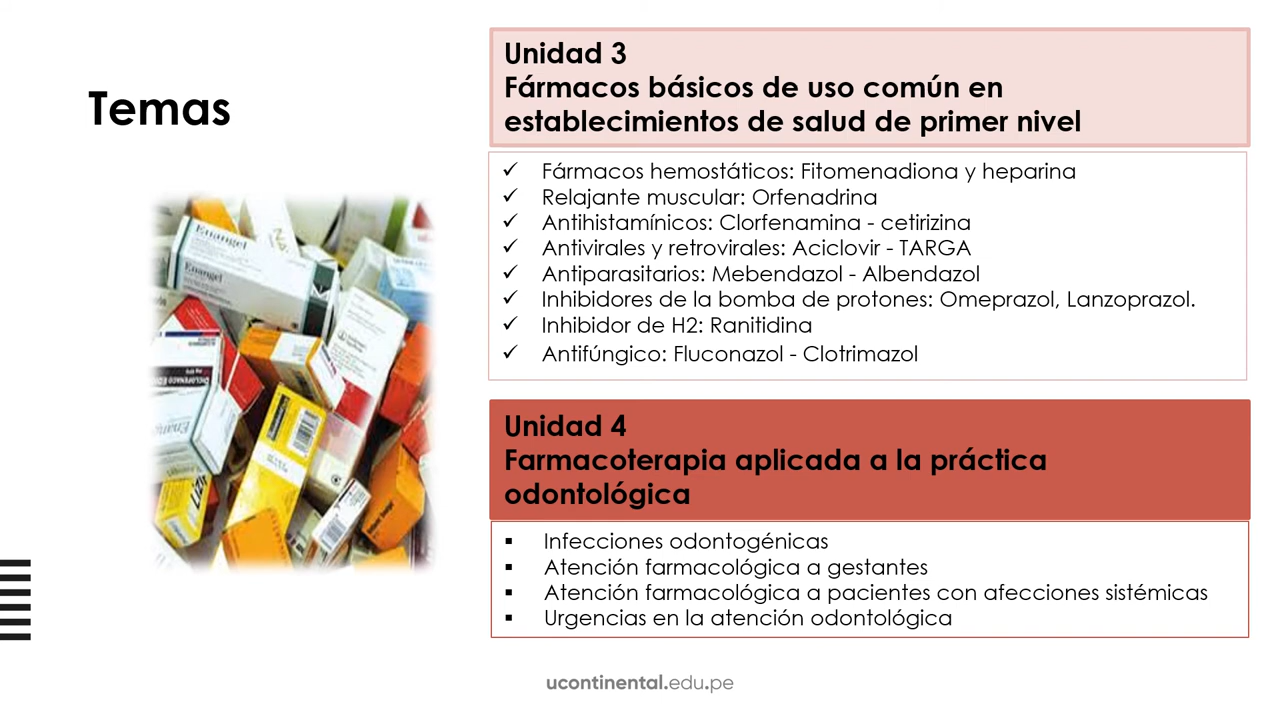 Temas
Unidad 3
Fármacos básicos de uso común en
establecimientos de salud de primer nivel
✓ Fármacos hemostáticos: Fitomenadiona y heparina
✓ Relajante muscular: Orfenadrina
✓ Antihistamínicos: Clorfenamina - cetirizina
✓ Antivirales y retrovirales: Aciclovir - TARGA
✓ Antiparasitarios: Mebendazol - Albendazol
✓ Inhibidores de la bomba de protones: Omeprazol, Lanzoprazol.
✓ Inhibidor de H2: Ranitidina
✓ Antifúngico: Fluconazol - Clotrimazol
Unidad 4
Farmacoterapia aplicada a la práctica
odontológica
▪ Infecciones odontogénicas
▪ Atención farmacológica a gestantes
▪ Atención farmacológica a pacientes con afecciones sistémicas
▪ Urgencias en la atención odontológica
Enangel
Enangel
ucontinental.edu.pe